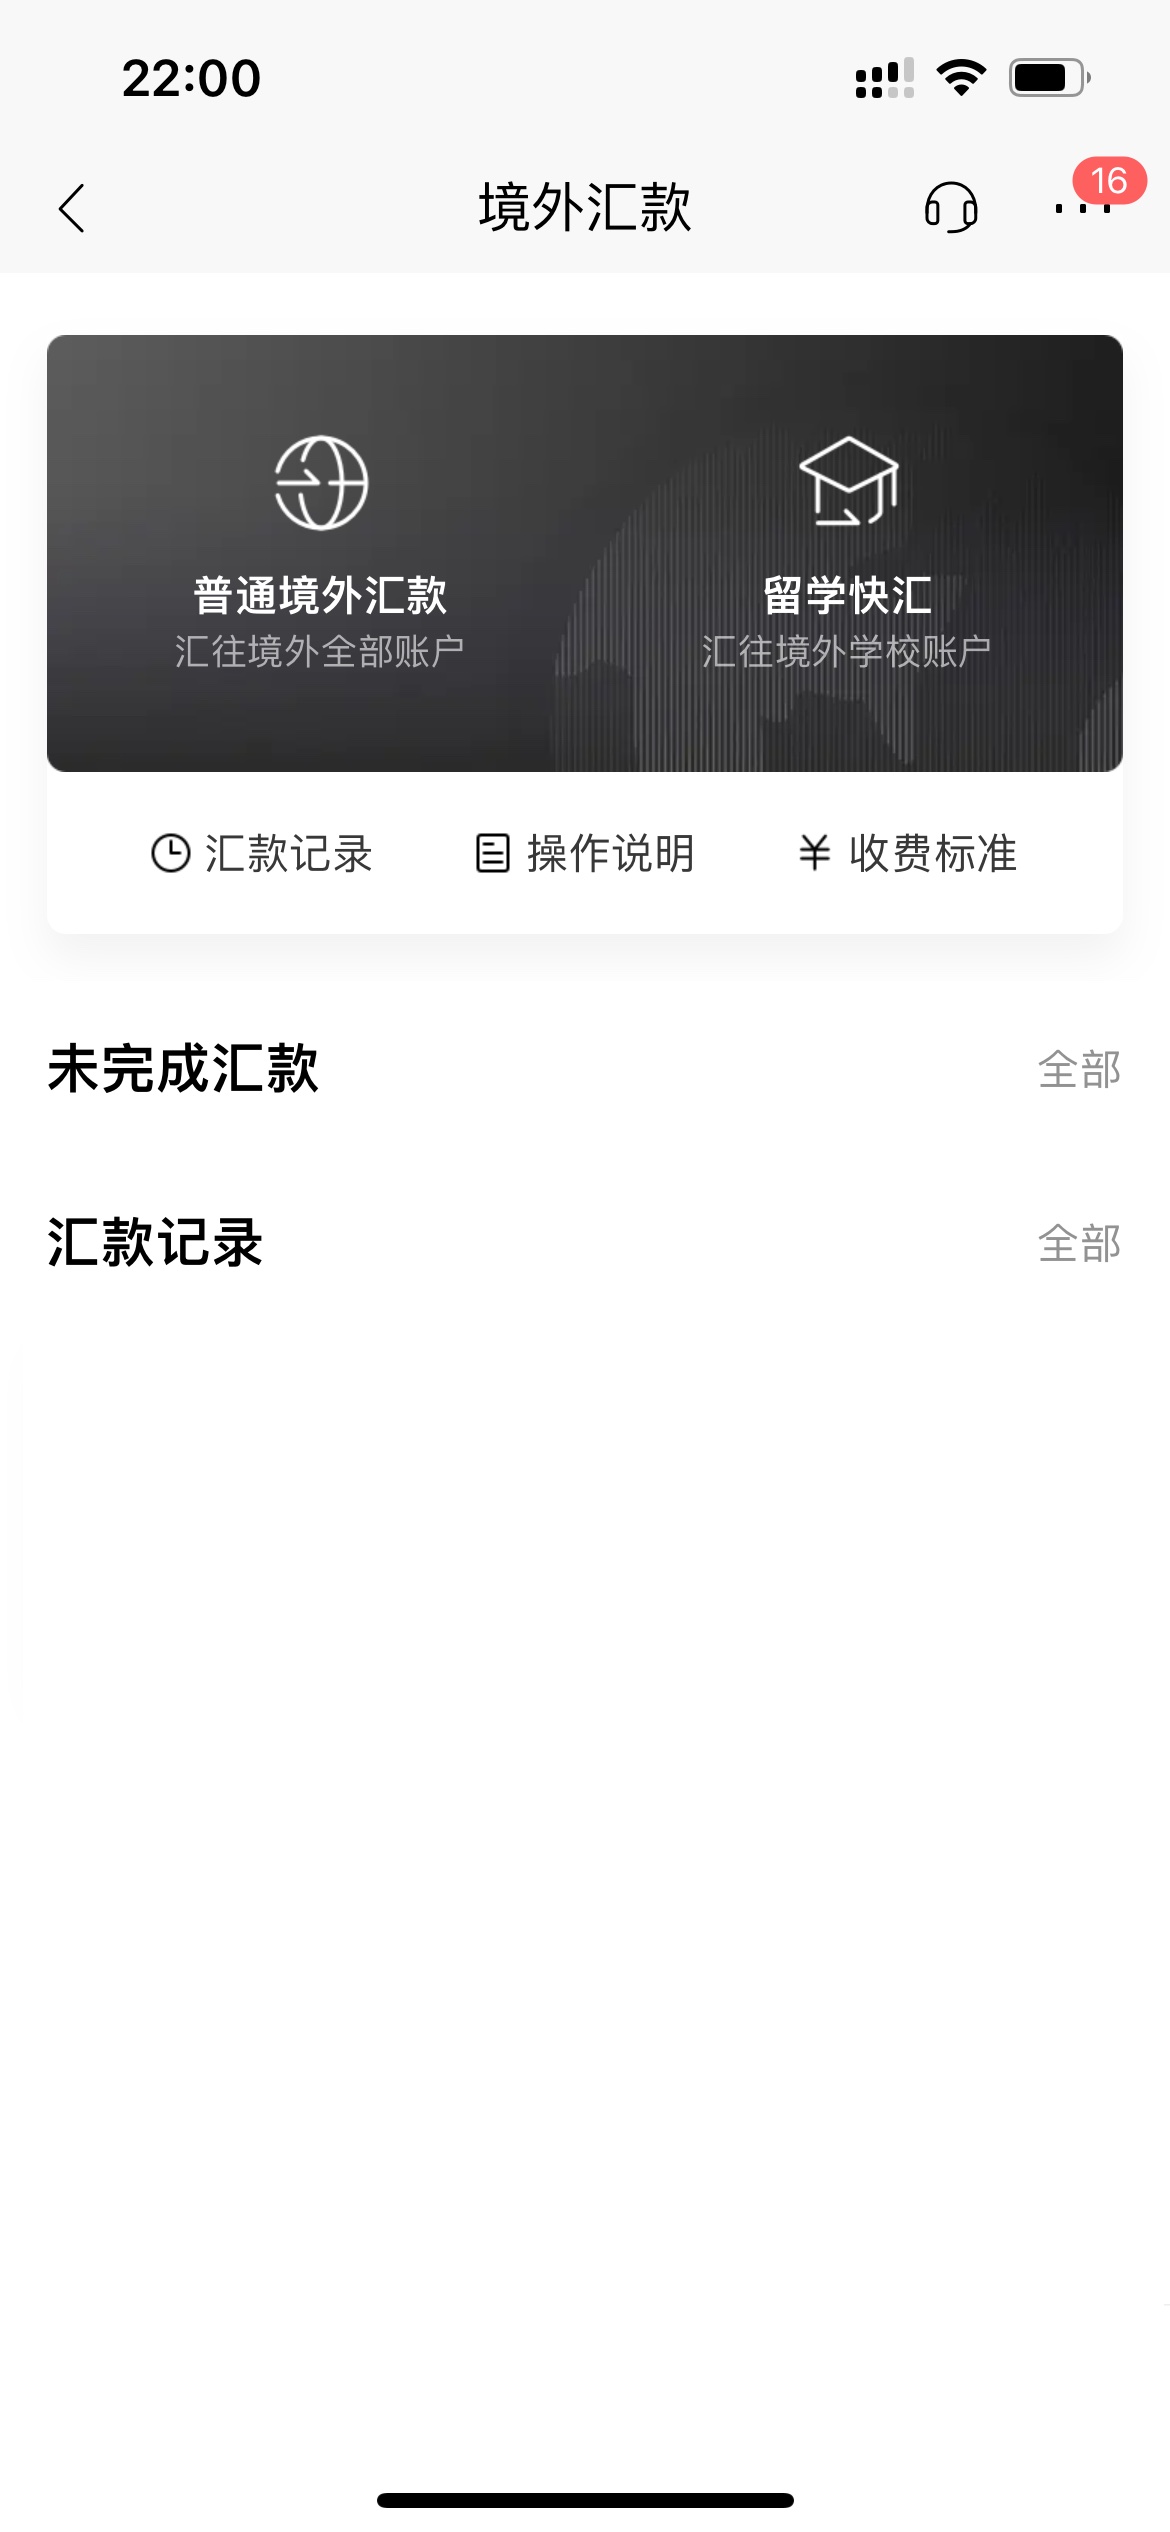 22:00
境外汇款
16
普通境外汇款
汇往境外全部账户
留学快汇
汇往境外学校账户
汇款记录
操作说明
收费标准
未完成汇款
全部
汇款记录
全部